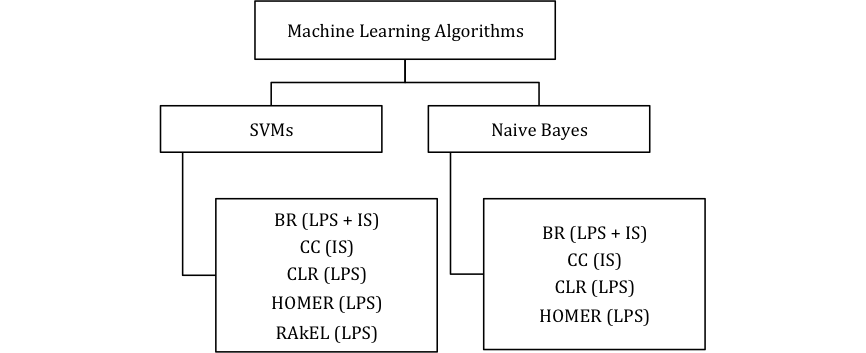 Machine Learning Algorithms
SVMs
Naive Bayes
BR (LPS + IS)
CC (IS)
CLR (LPS)
HOMER (LPS)
RAkEL (LPS)
BR (LPS + IS)
CC (IS)
CLR (LPS)
HOMER (LPS)